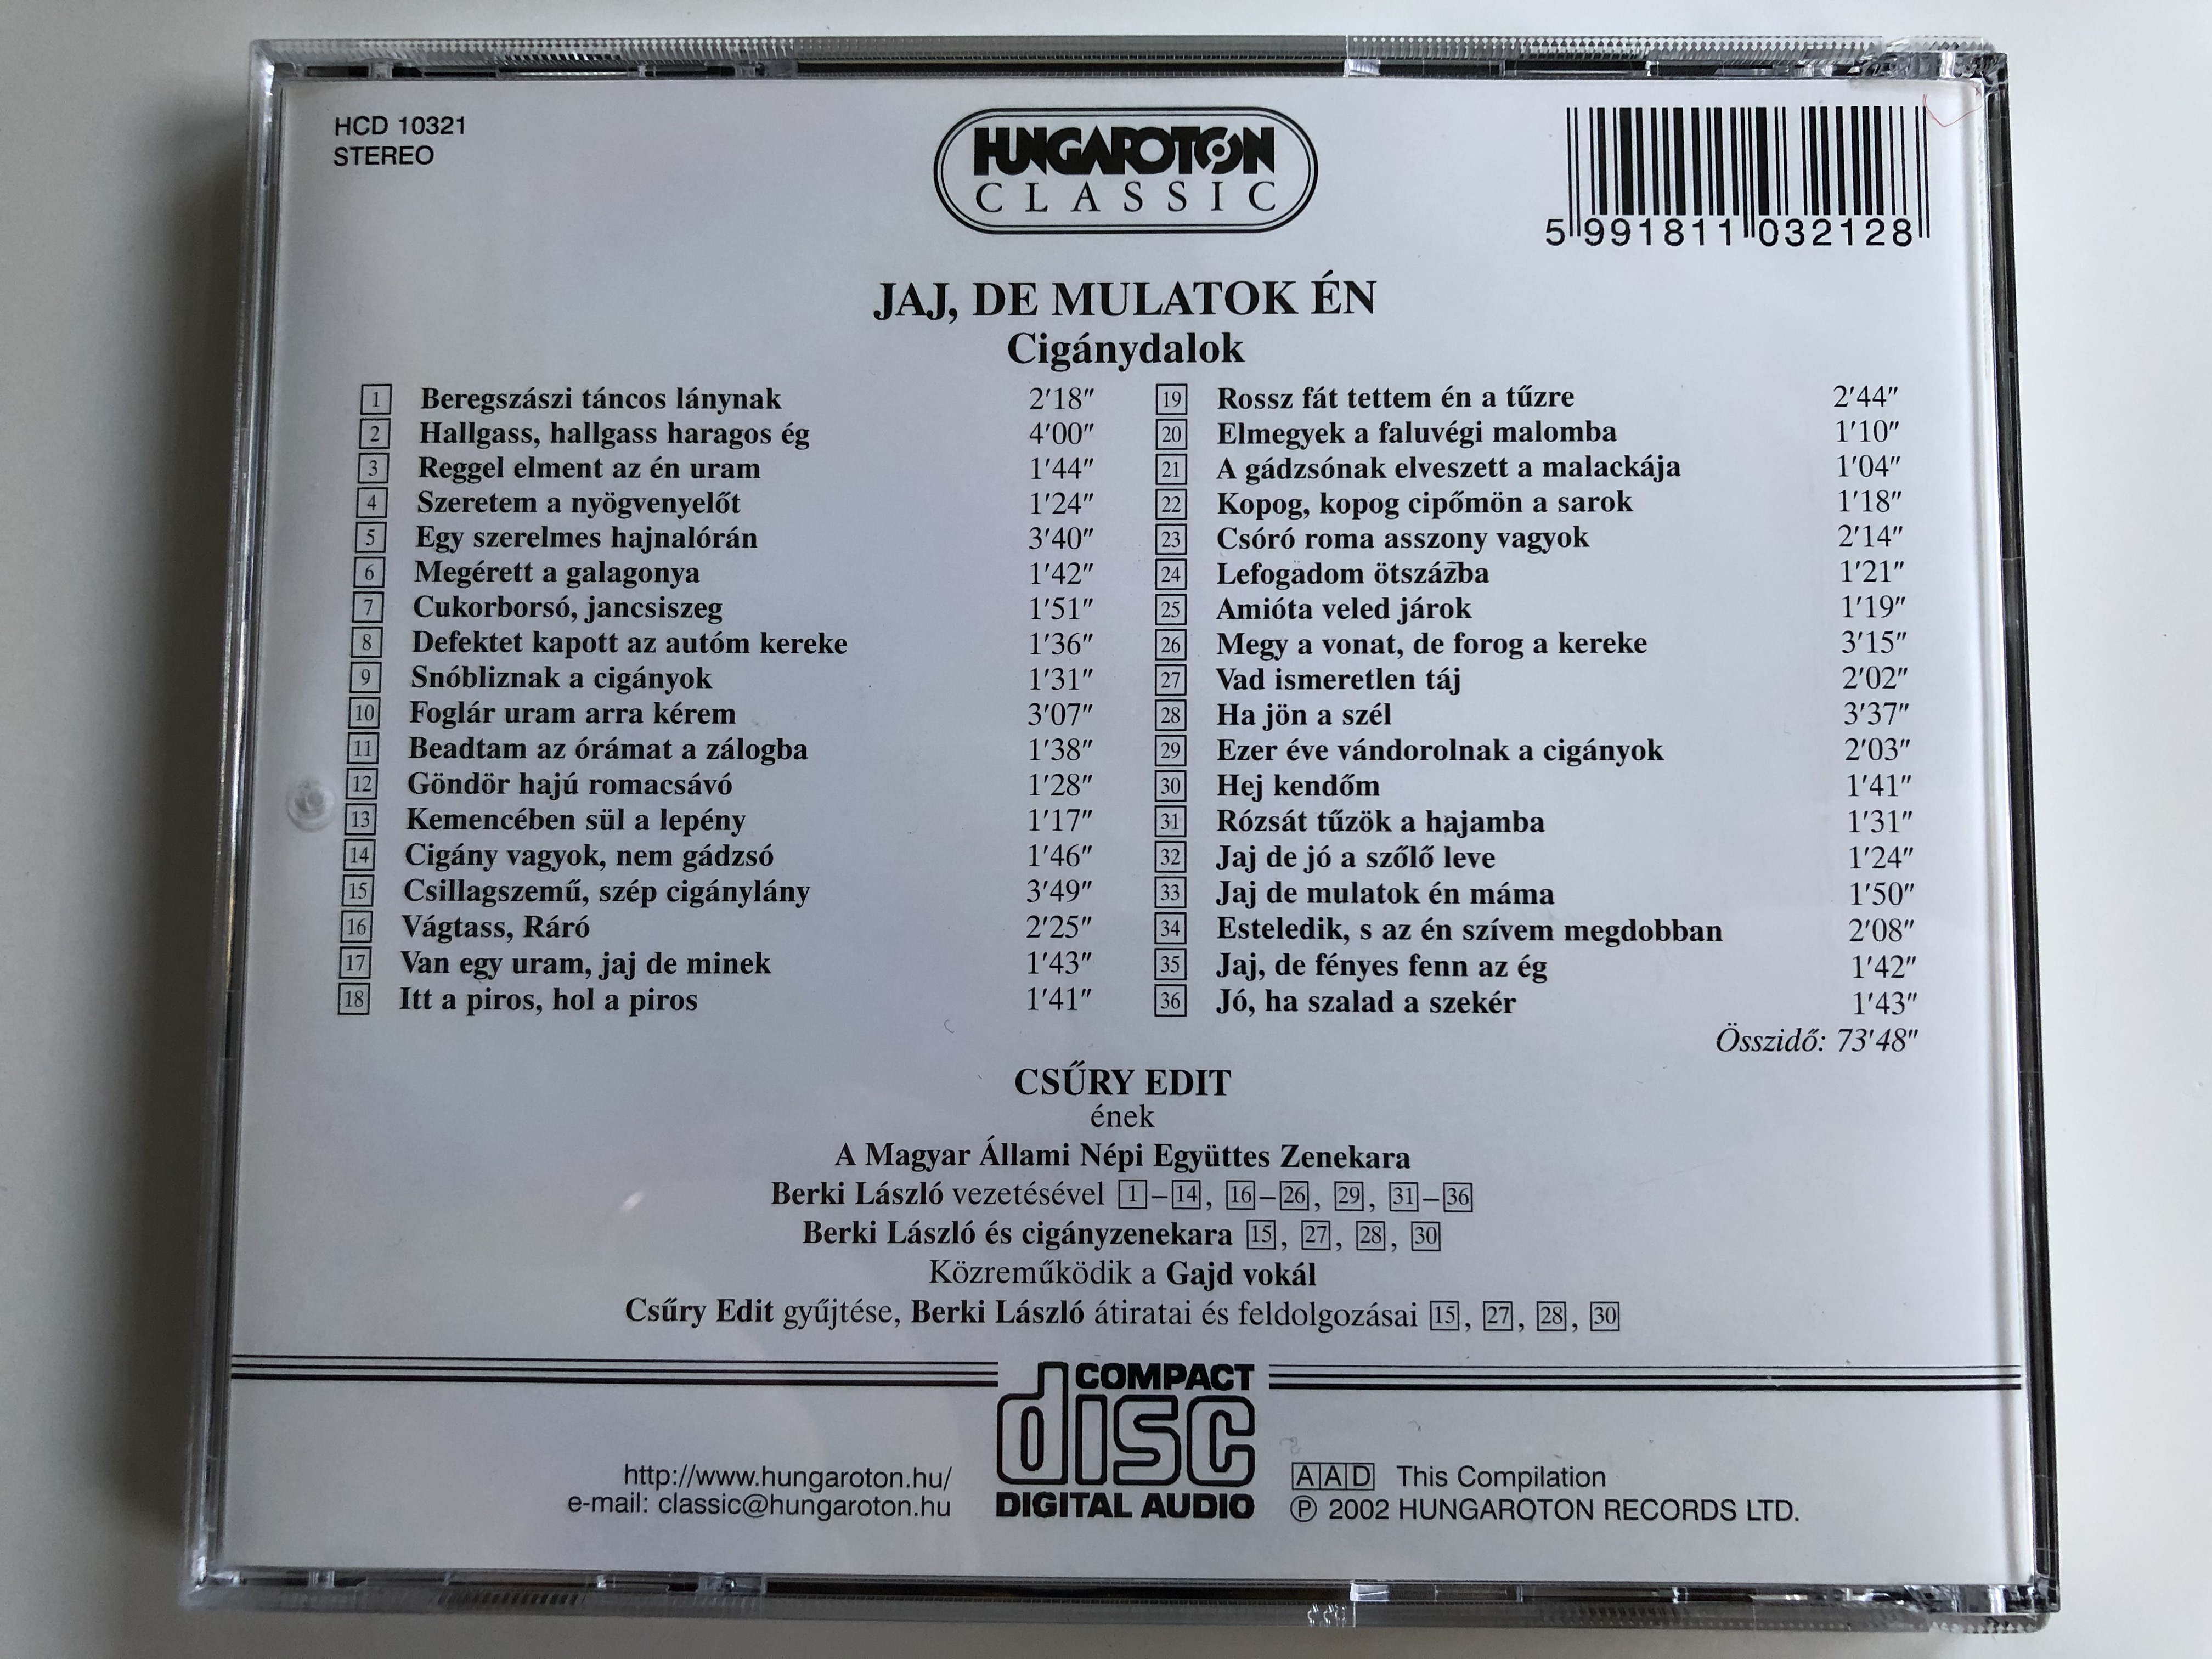 HCD 10321
STEREO
HUNGAROTON
CLASSIC
5 991811 032128
JAJ, DE MULATOK ÉN
Cigánydalok
1 Beregszászi táncos lánynak 2'18"
2 Hallgass, hallgass haragos ég 4'00"
3 Reggel elment az én uram 1'44"
4 Szeretem a nyögvenyelőt 1'24"
5 Egy szerelmes hajnalórán 3'40"
6 Megérett a galagonya 1'42"
7 Cukorborsó, jancsiszeg 1'51"
8 Defektet kapott az autóm kereke 1'36"
9 Snóbliznak a cigányok 1'31"
10 Foglár uram arra kérem 3'07"
11 Beadtam az órámat a zálogba 1'38"
12 Göndör hajú romacsávó 1'28"
13 Kemencében sül a lepény 1'17"
14 Cigány vagyok, nem gádzsó 1'46"
15 Csillagszemű, szép cigánylány 3'49"
16 Vágtass, Ráró 2'25"
17 Van egy uram, jaj de minek 1'43"
18 Itt a piros, hol a piros 1'41"
19 Rossz fát tettem én a tűzre 2'44"
20 Elmegyek a faluvégi malomba 1'10"
21 A gádzsónak elveszett a malackája 1'04"
22 Kopog, kopog cipőmön a sarok 1'18"
23 Csóró roma asszony vagyok 2'14"
24 Lefogadom ötszázba 1'21"
25 Amióta veled járok 1'19"
26 Megy a vonat, de forog a kereke 3'15"
27 Vad ismeretlen táj 2'02"
28 Ha jön a szél 3'37"
29 Ezer éve vándorolnak a cigányok 2'03"
30 Hej kendőm 1'41"
31 Rózsát tűzök a hajamba 1'31"
32 Jaj de jó a szőlő leve 1'24"
33 Jaj de mulatok én máma 1'50"
34 Esteledik, s az én szívem megdobban 2'08"
35 Jaj, de fényes fenn az ég 1'42"
36 Jó, ha szalad a szekér 1'43"
Összidő: 73'48"
CSŰRY EDIT
ének
A Magyar Állami Népi Együttes Zenekara
Berki László vezetésével 1–14, 16–26, 29, 31–36
Berki László és cigányzenekara 15, 27, 28, 30
Közreműködik a Gajd vokál
Csűry Edit gyűjtése, Berki László átiratai és feldolgozásai 15, 27, 28, 30
COMPACT
disc
DIGITAL AUDIO
http://www.hungaroton.hu/
e-mail: classic@hungaroton.hu
AAD This Compilation
℗ 2002 HUNGAROTON RECORDS LTD.